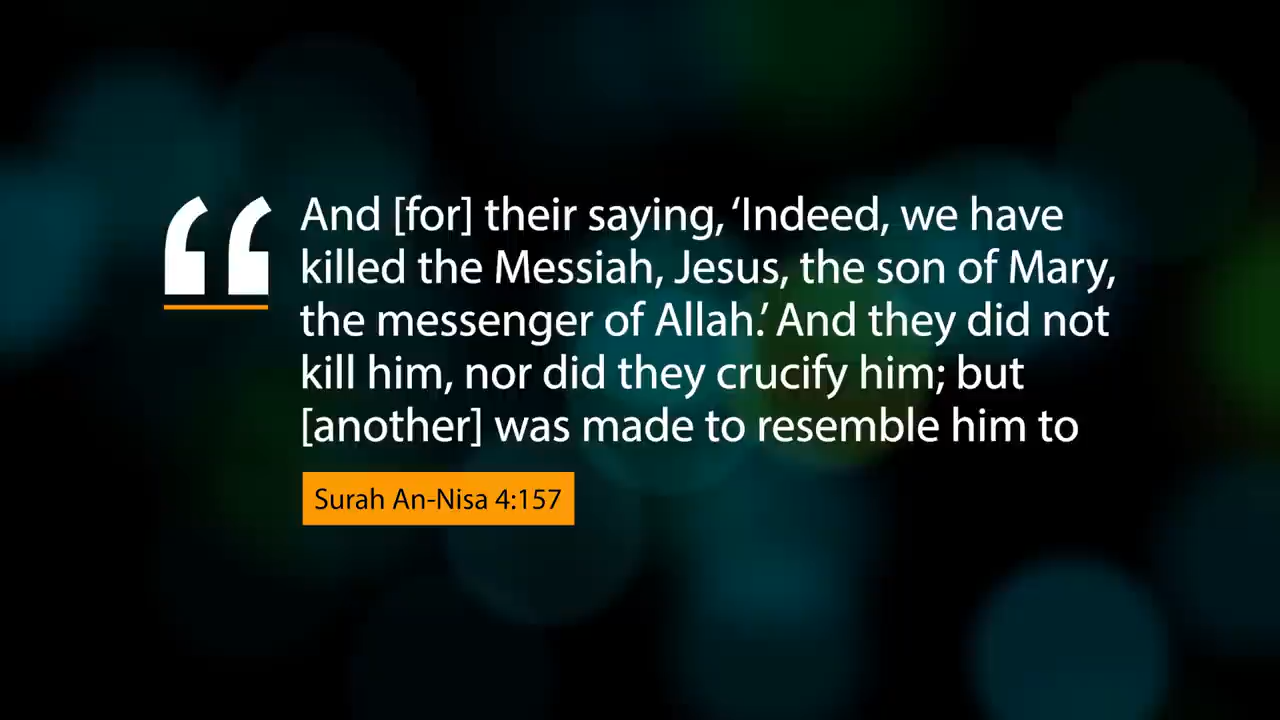 “
And [for] their saying, ‘Indeed, we have
killed the Messiah, Jesus, the son of Mary,
the messenger of Allah.’ And they did not
kill him, nor did they crucify him; but
[another] was made to resemble him to
Surah An-Nisa 4:157